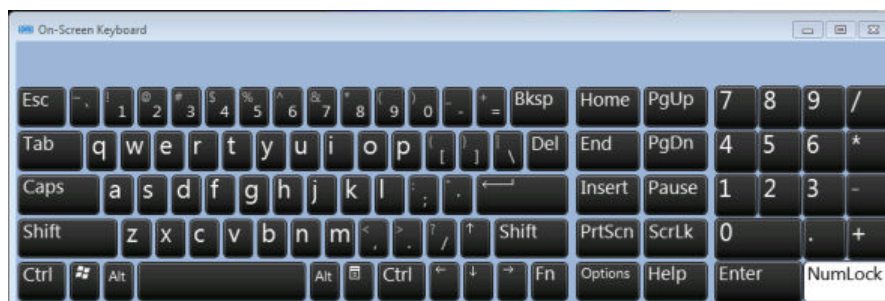 On-Screen Keyboard
Esc ~ ` ! 1 @ 2 # 3 $ 4 % 5 ^ 6 & 7 * 8 ( 9 ) 0 _ - + = Bksp Home PgUp 7 8 9 /
Tab q w e r t y u i o p { [ } ] | \ Del End PgDn 4 5 6 *
Caps a s d f g h j k l : ; " ' Insert Pause 1 2 3 -
Shift z x c v b n m < , > . ? / ↑ Shift PrtScn ScrLk 0 . +
Ctrl Alt Alt Ctrl ← ↓ → Fn Options Help Enter NumLock